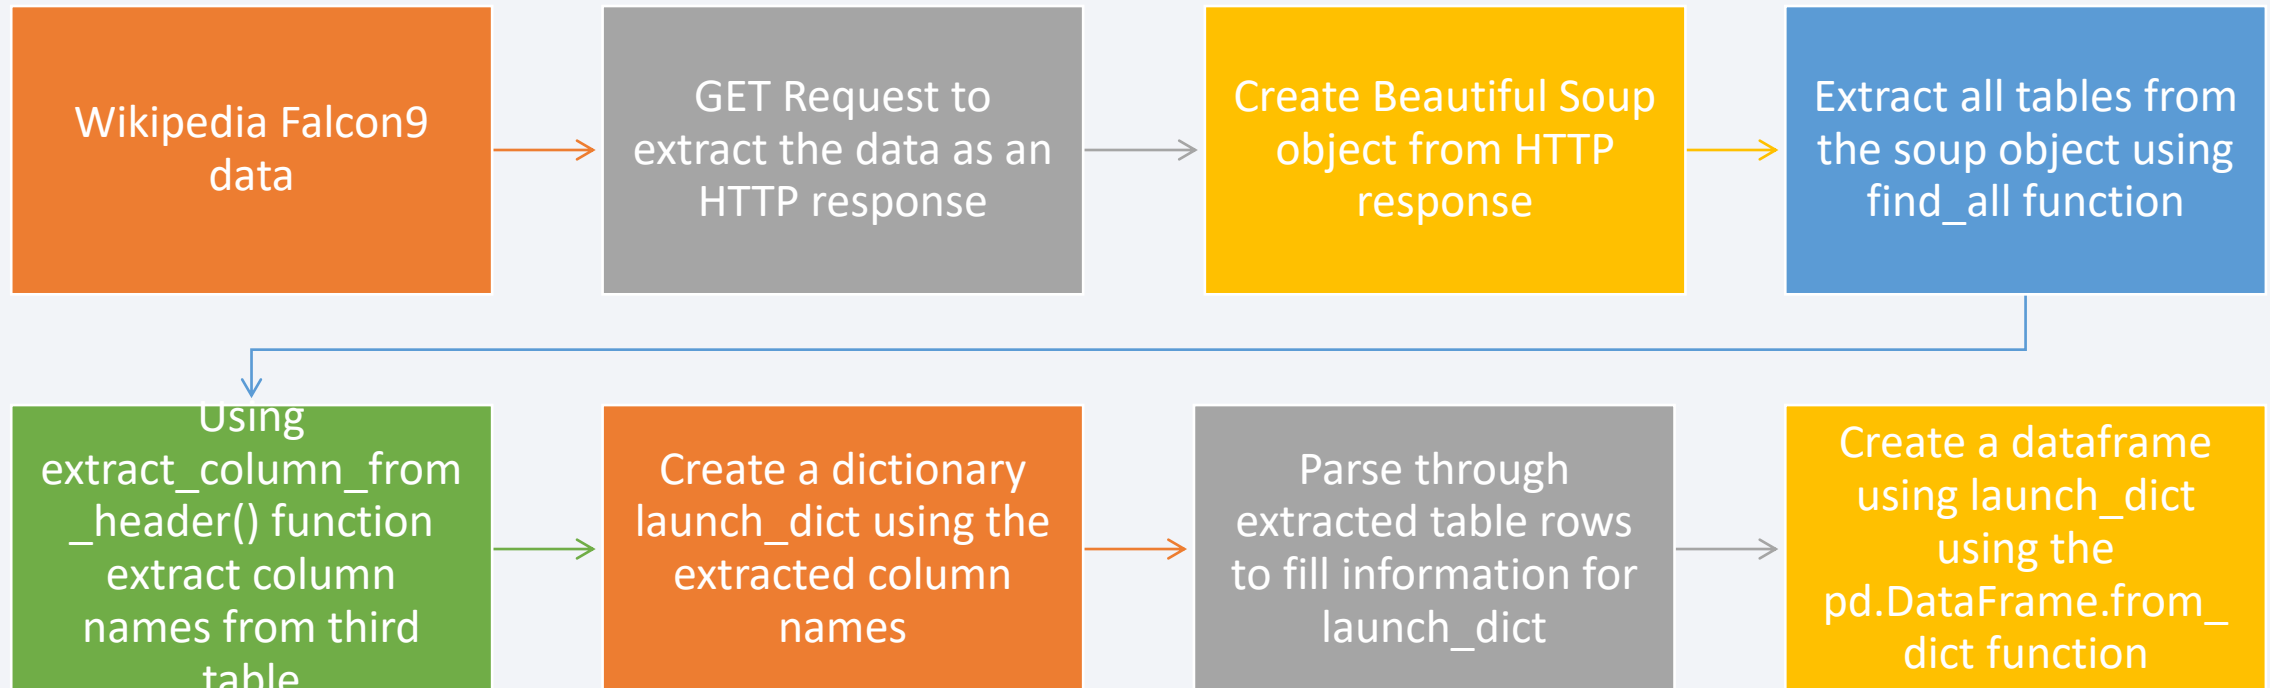 Wikipedia Falcon9
data
GET Request to
extract the data as an
HTTP response
Create Beautiful Soup
object from HTTP
response
Extract all tables from
the soup object using
find_all function
Using
extract_column_from
_header() function
extract column
names from third
table
Create a dictionary
launch_dict using the
extracted column
names
Parse through
extracted table rows
to fill information for
launch_dict
Create a dataframe
using launch_dict
using the
pd.DataFrame.from_
dict function